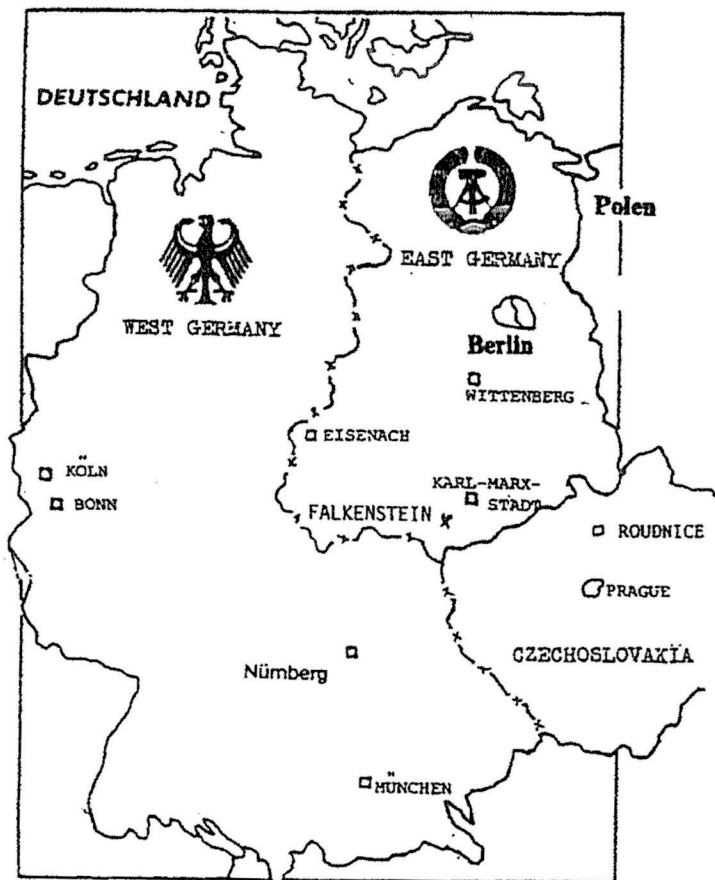 DEUTSCHLAND
Polen
EAST GERMANY
WEST GERMANY
Berlin
WITTENBERG
EISENACH
KÖLN
KARL-MARX-
STADT
BONN
FALKENSTEIN
ROUDNICE
PRAGUE
Nürnberg
CZECHOSLOVAKIA
MÜNCHEN